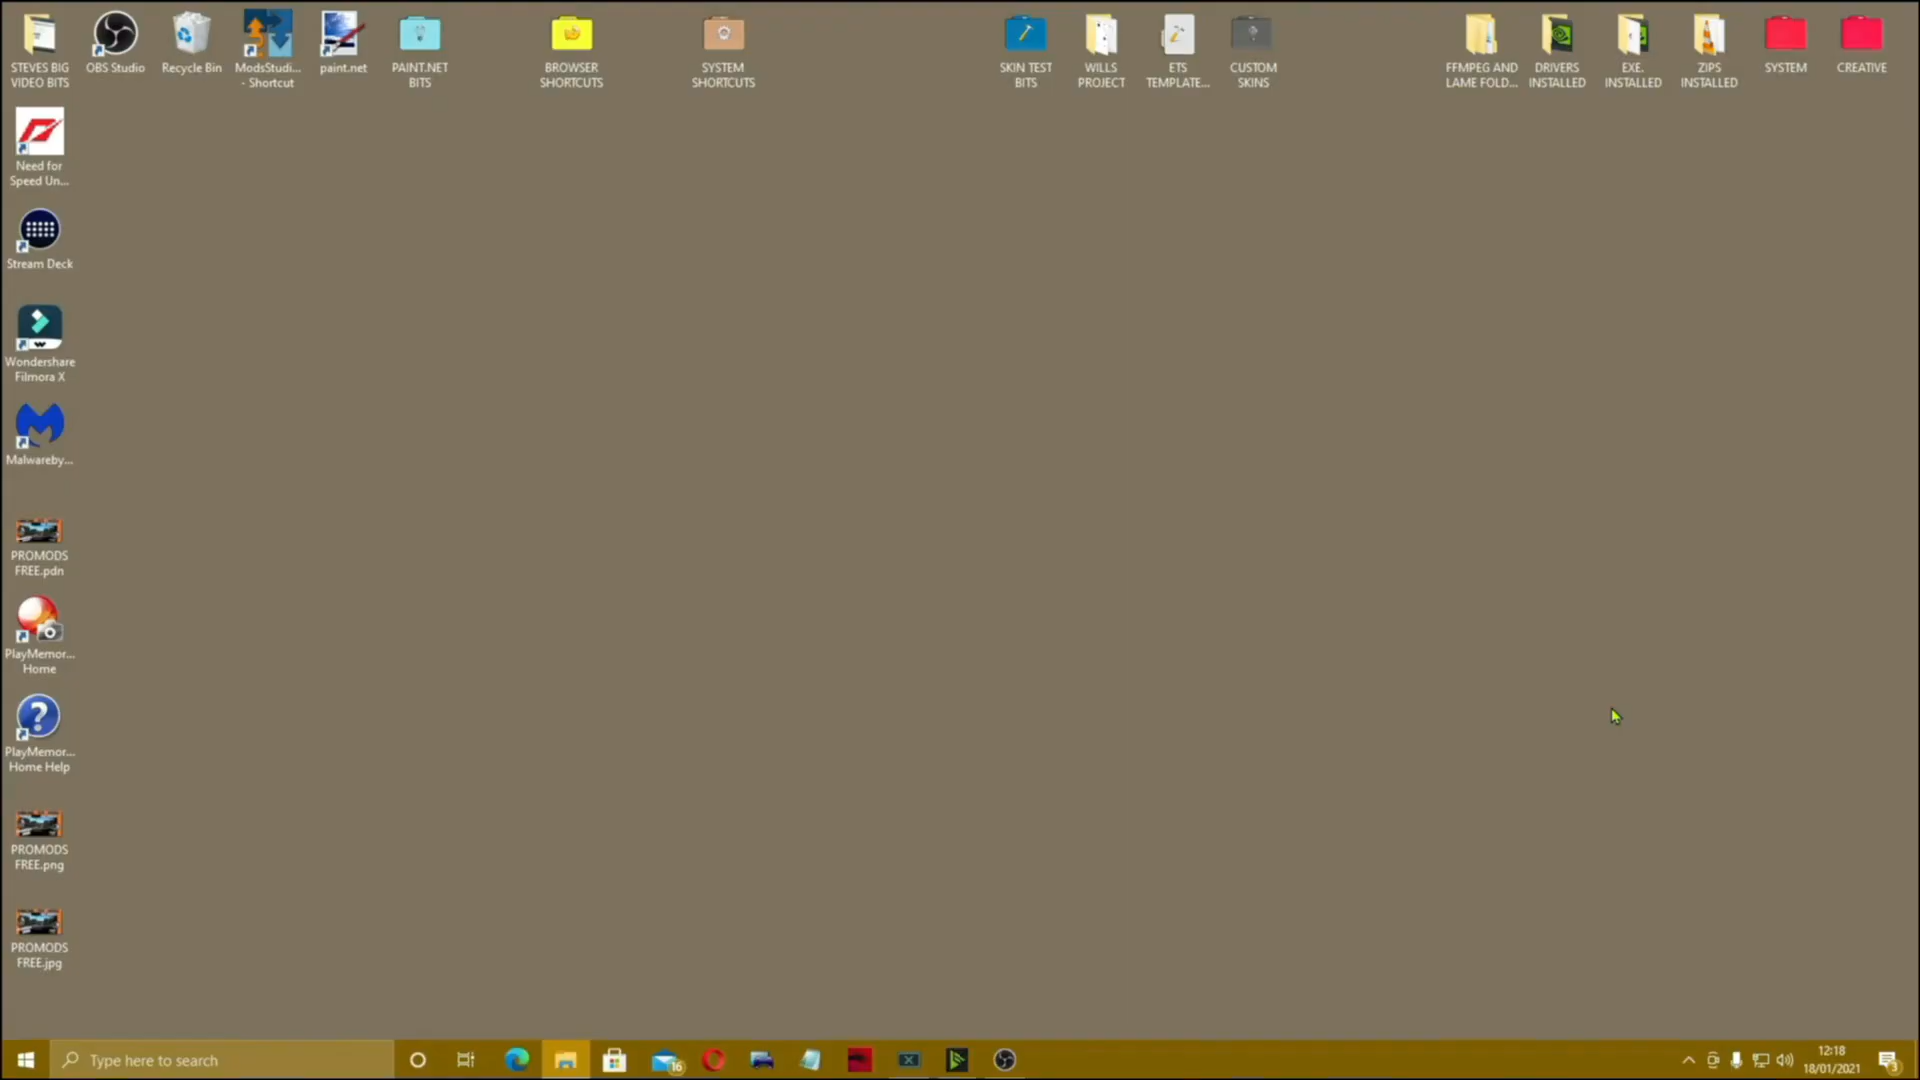 STEVES BIG
VIDEO BITS
OBS Studio
Recycle Bin
ModsStudi...
- Shortcut
paint.net
PAINT.NET
BITS
BROWSER
SHORTCUTS
SYSTEM
SHORTCUTS
SKIN TEST
BITS
WILLS
PROJECT
ETS
TEMPLATE...
CUSTOM
SKINS
FFMPEG AND
LAME FOLD...
DRIVERS
INSTALLED
EXE.
INSTALLED
ZIPS
INSTALLED
SYSTEM
CREATIVE
Need for
Speed Un...
Stream Deck
Wondershare
Filmora X
Malwareby...
PROMODS
FREE.pdn
PlayMemor...
Home
PlayMemor...
Home Help
PROMODS
FREE.png
PROMODS
FREE.jpg
Type here to search
16
12:18
18/01/2021
3